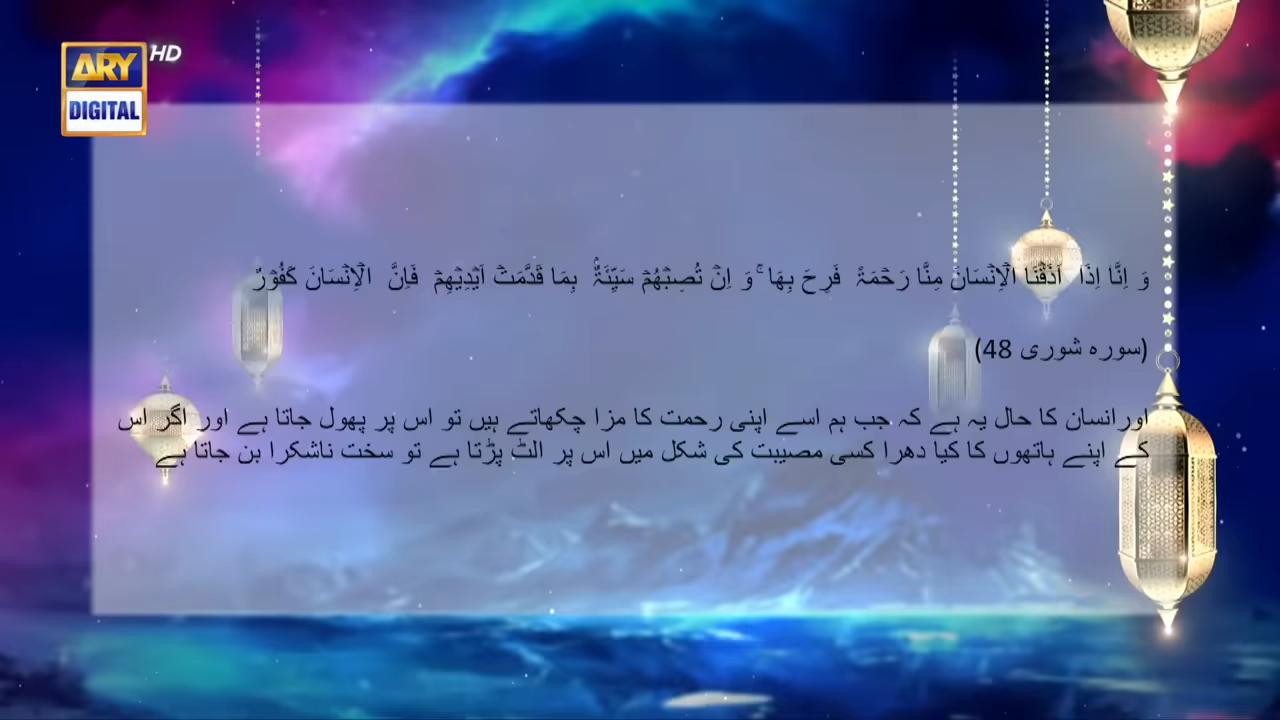 ARY HD
DIGITAL
وَ اِنَّا اِذَا اَذَقْنَا الْاِنْسَانَ مِنَّا رَحْمَةً فَرِحَ بِهَا ۚ وَ اِنْ تُصِبْهُمْ سَيِّئَةٌۢ بِمَا قَدَّمَتْ اَيْدِيْهِمْ فَاِنَّ الْاِنْسَانَ كَفُوْرٌ
(سورہ شوری 48)
اورانسان کا حال یہ ہے کہ جب ہم اسے اپنی رحمت کا مزا چکھاتے ہیں تو اس پر پھول جاتا ہے اور اگر اس
کے اپنے ہاتھوں کا کیا دھرا کسی مصیبت کی شکل میں اس پر الٹ پڑتا ہے تو سخت ناشکرا بن جاتا ہے